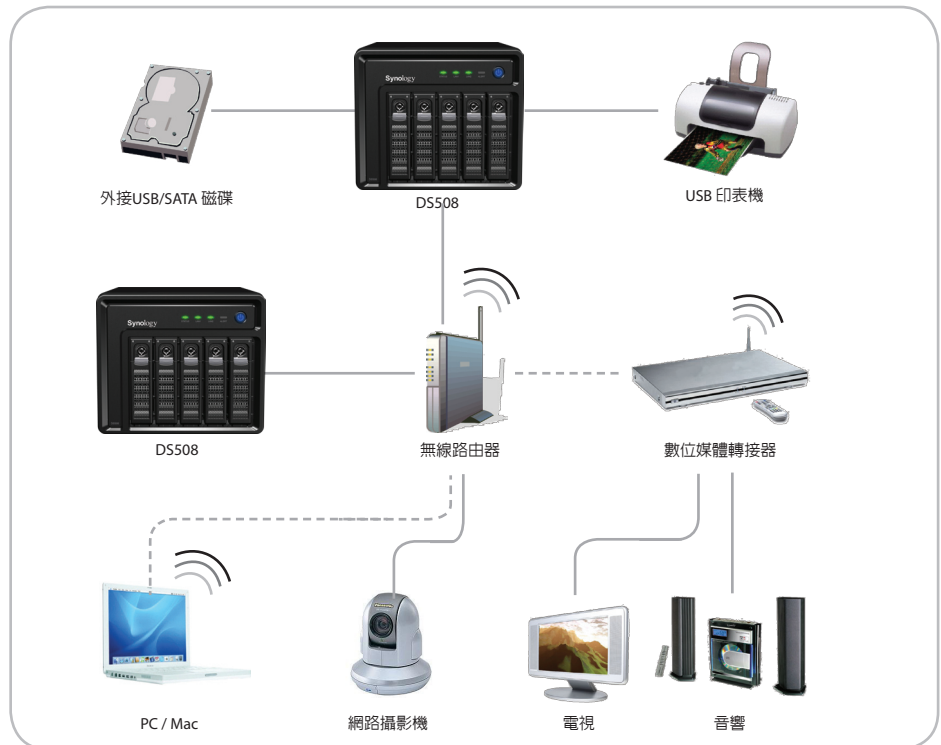 Synology
外接USB/SATA 磁碟
DS508
USB 印表機
Synology
DS508
無線路由器
數位媒體轉接器
PC / Mac
網路攝影機
電視
音響